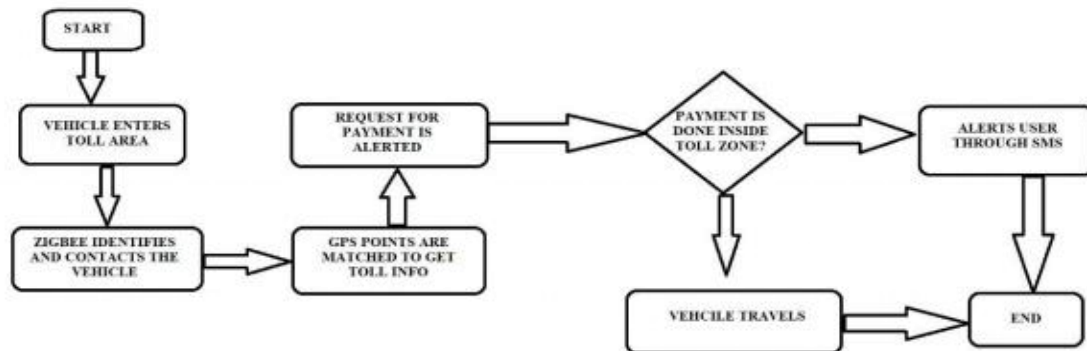 START
VEHICLE ENTERS
TOLL AREA
ZIGBEE IDENTIFIES
AND CONTACTS THE
VEHICLE
GPS POINTS ARE
MATCHED TO GET
TOLL INFO
REQUEST FOR
PAYMENT IS
ALERTED
PAYMENT IS
DONE INSIDE
TOLL ZONE?
ALERTS USER
THROUGH SMS
VEHCILE TRAVELS
END